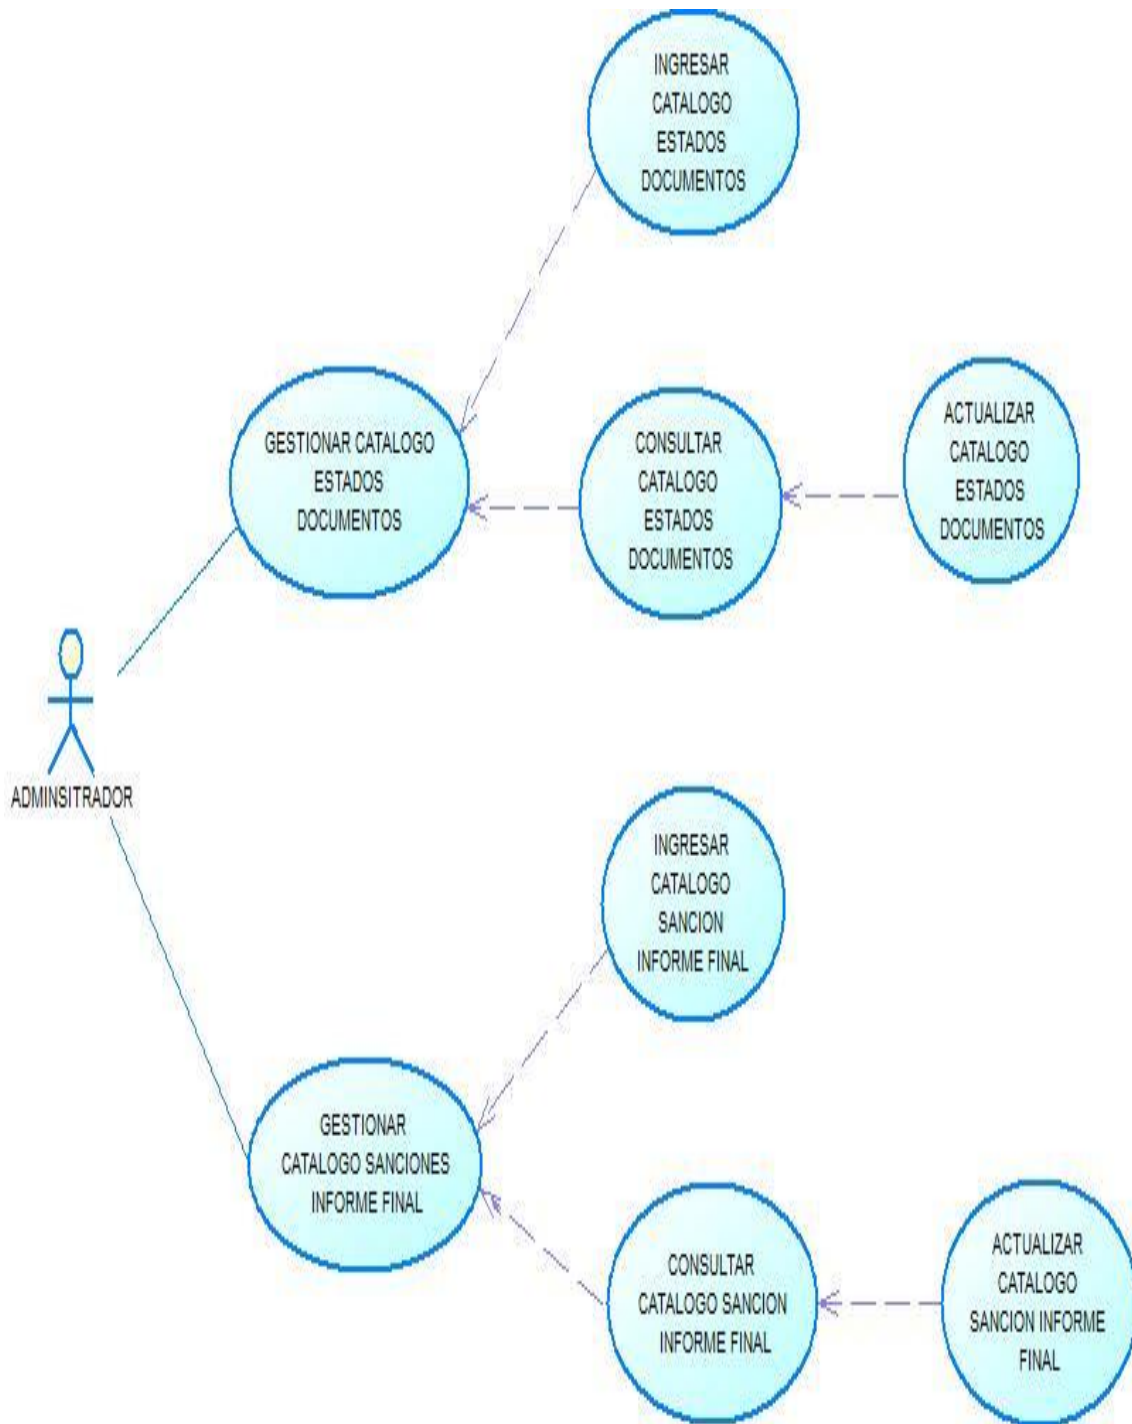 INGRESAR
CATALOGO
ESTADOS
DOCUMENTOS
GESTIONAR CATALOGO
ESTADOS
DOCUMENTOS
CONSULTAR
CATALOGO
ESTADOS
DOCUMENTOS
ACTUALIZAR
CATALOGO
ESTADOS
DOCUMENTOS
ADMINSITRADOR
INGRESAR
CATALOGO
SANCION
INFORME FINAL
GESTIONAR
CATALOGO SANCIONES
INFORME FINAL
CONSULTAR
CATALOGO SANCION
INFORME FINAL
ACTUALIZAR
CATALOGO
SANCION INFORME
FINAL